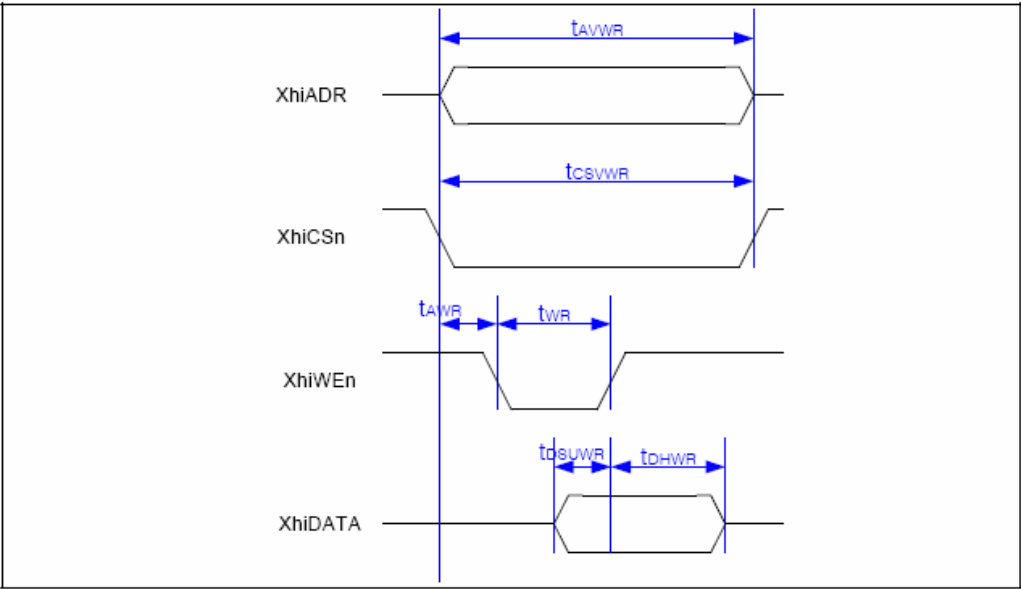 tAVWR
XhiADR
tCSVWR
XhiCSn
tAWR tWR
XhiWEn
tDSUWR tDHWR
XhiDATA